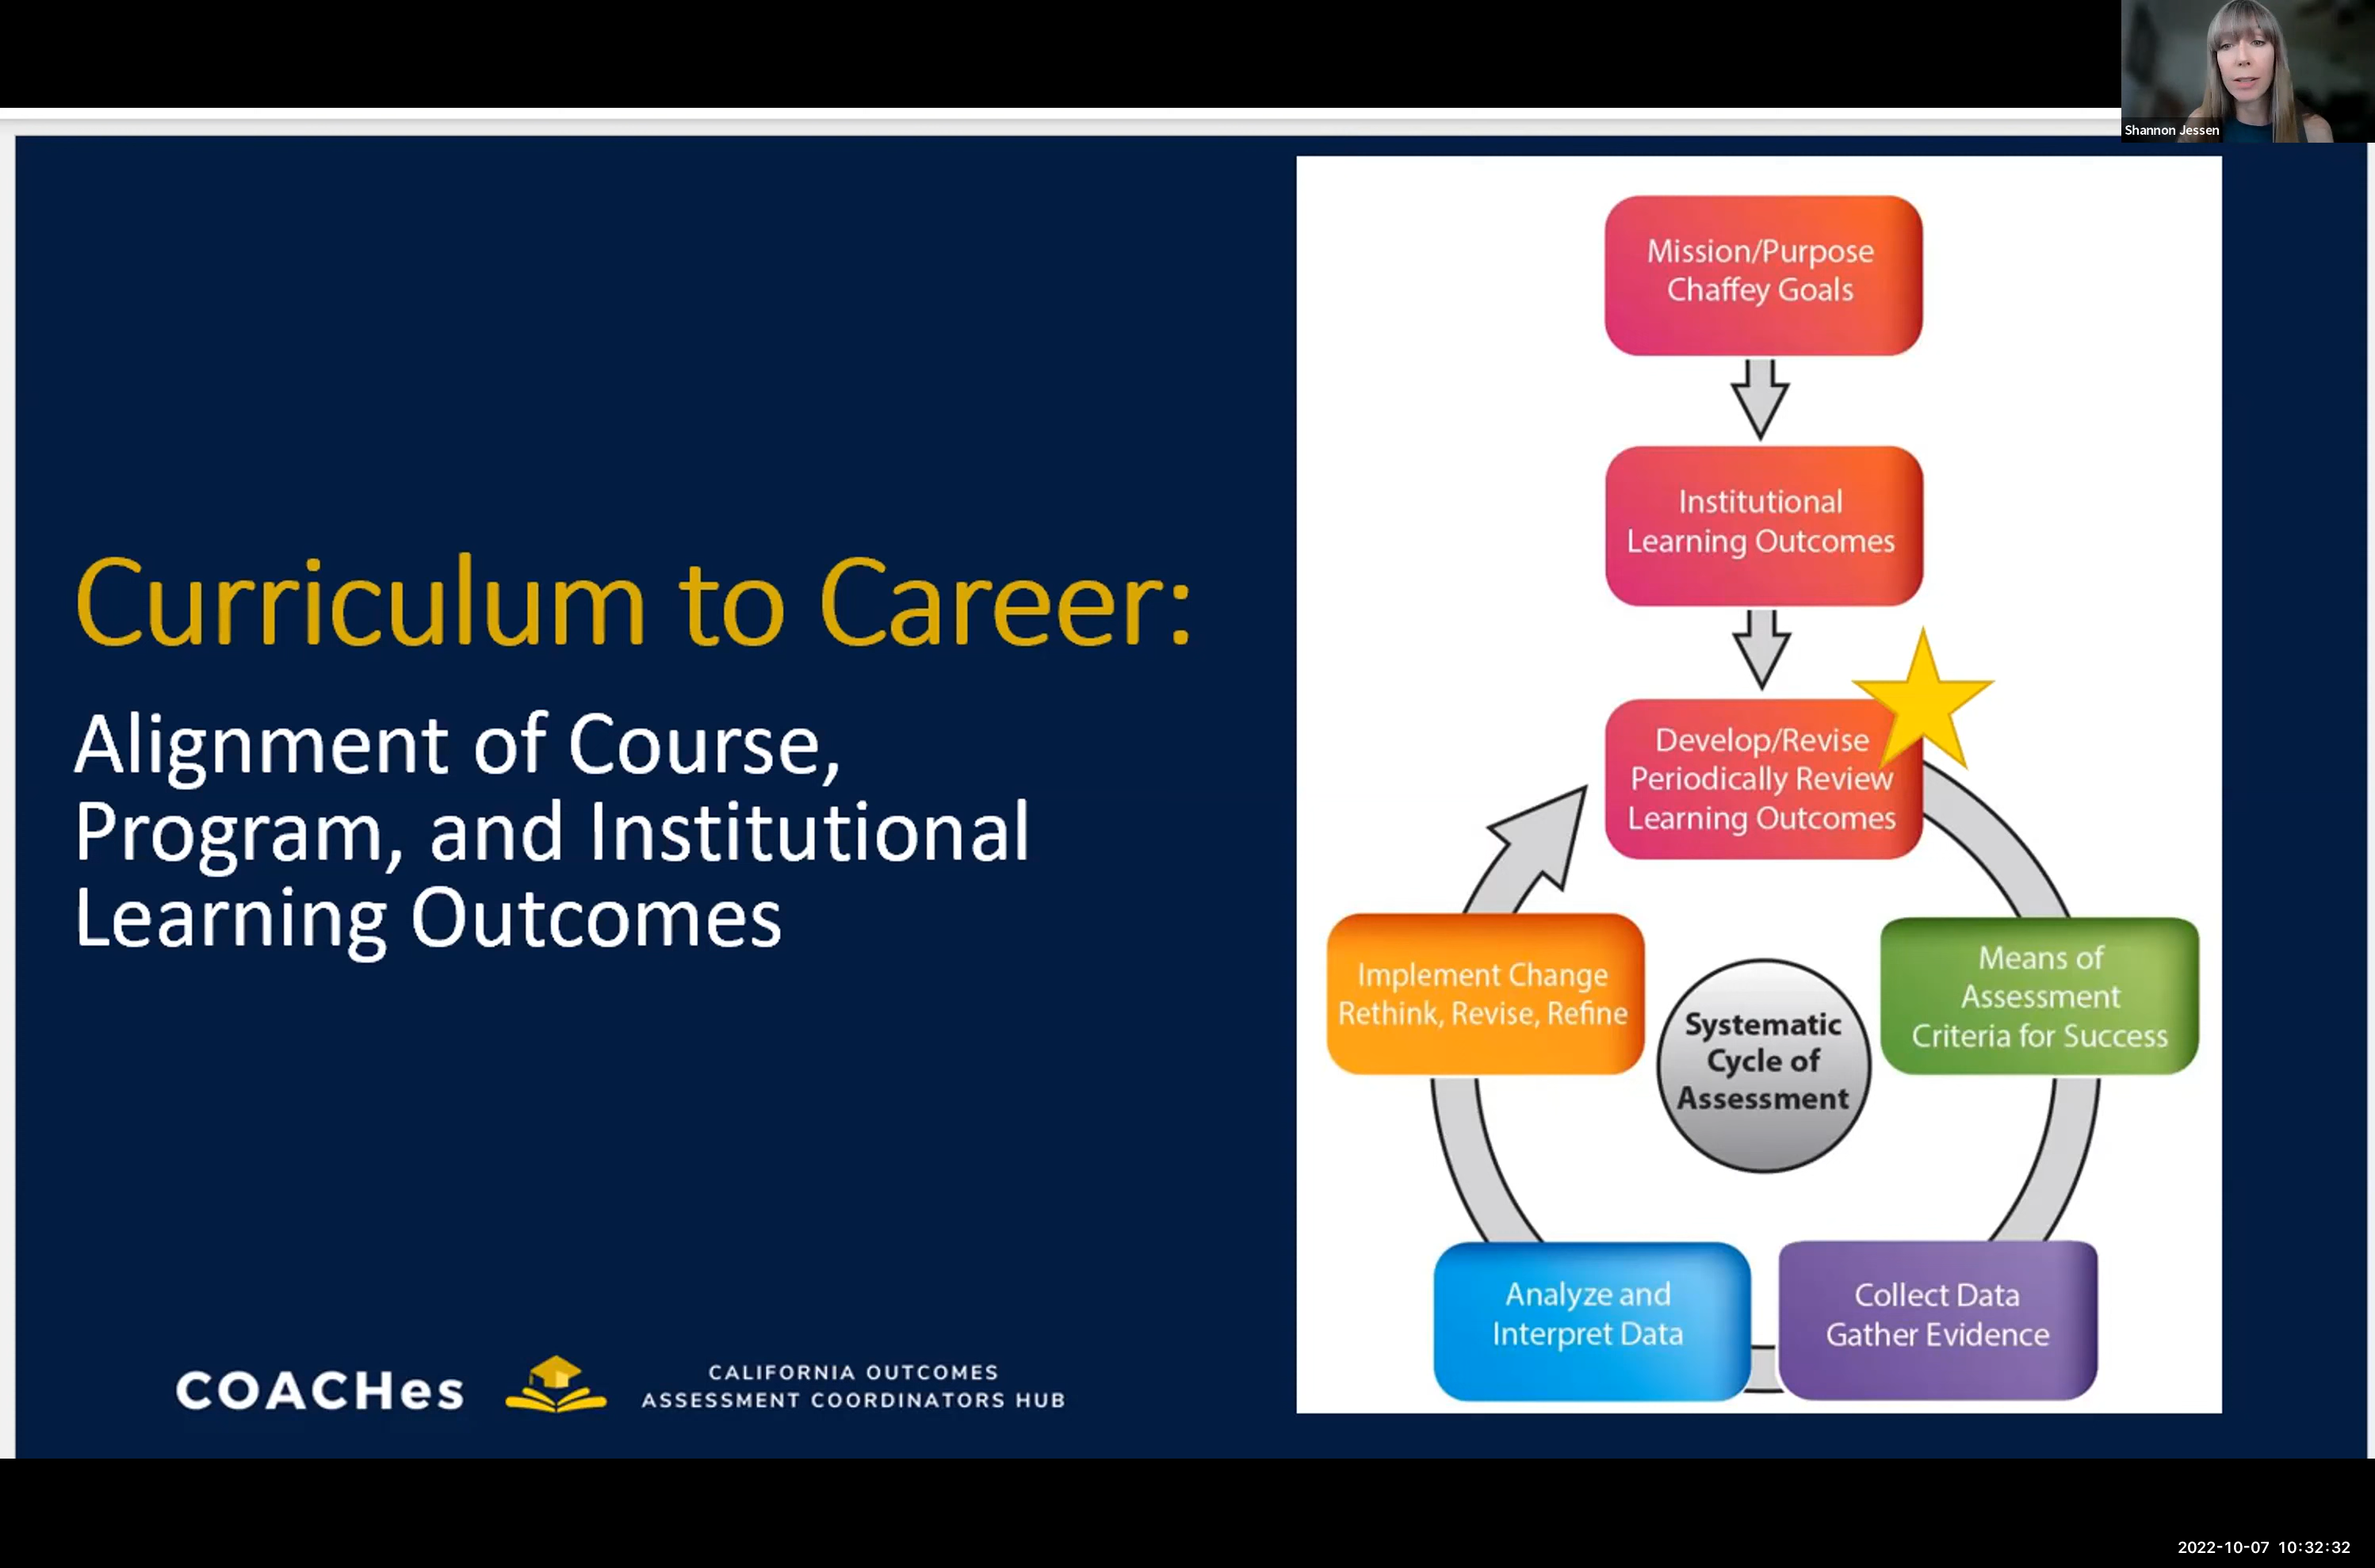 Shannon Jessen
Curriculum to Career:
Alignment of Course,
Program, and Institutional
Learning Outcomes
COACHes
CALIFORNIA OUTCOMES
ASSESSMENT COORDINATORS HUB
Mission/Purpose
Chaffey Goals
Institutional
Learning Outcomes
Develop/Revise
Periodically Review
Learning Outcomes
Means of
Assessment
Criteria for Success
Collect Data
Gather Evidence
Analyze and
Interpret Data
Implement Change
Rethink, Revise, Refine
Systematic
Cycle of
Assessment
2022-10-07 10:32:32